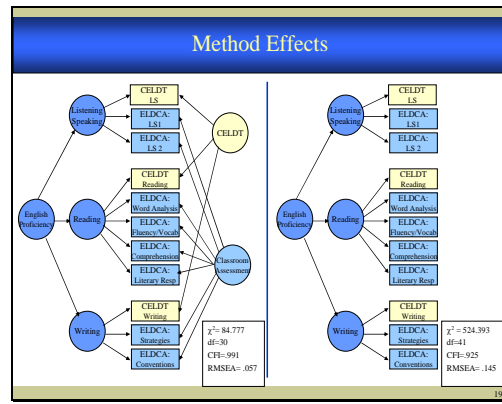 Method Effects
CELDT
LS
ELDCA:
LS1
ELDCA:
LS 2
Listening
Speaking
CELDT
CELDT
Reading
ELDCA:
Word Analysis
ELDCA:
Fluency/Vocab
ELDCA:
Comprehension
ELDCA:
Literary Resp
English
Proficiency
Reading
Classroom
Assessment
CELDT
Writing
ELDCA:
Strategies
ELDCA:
Conventions
Writing
χ²= 84.777
df=30
CFI=.991
RMSEA= .057
CELDT
LS
ELDCA:
LS1
ELDCA:
LS 2
Listening
Speaking
CELDT
Reading
ELDCA:
Word Analysis
ELDCA:
Fluency/Vocab
ELDCA:
Comprehension
ELDCA:
Literary Resp
English
Proficiency
Reading
CELDT
Writing
ELDCA:
Strategies
ELDCA:
Conventions
Writing
χ²= 524.393
df=41
CFI=.925
RMSEA= .145
19